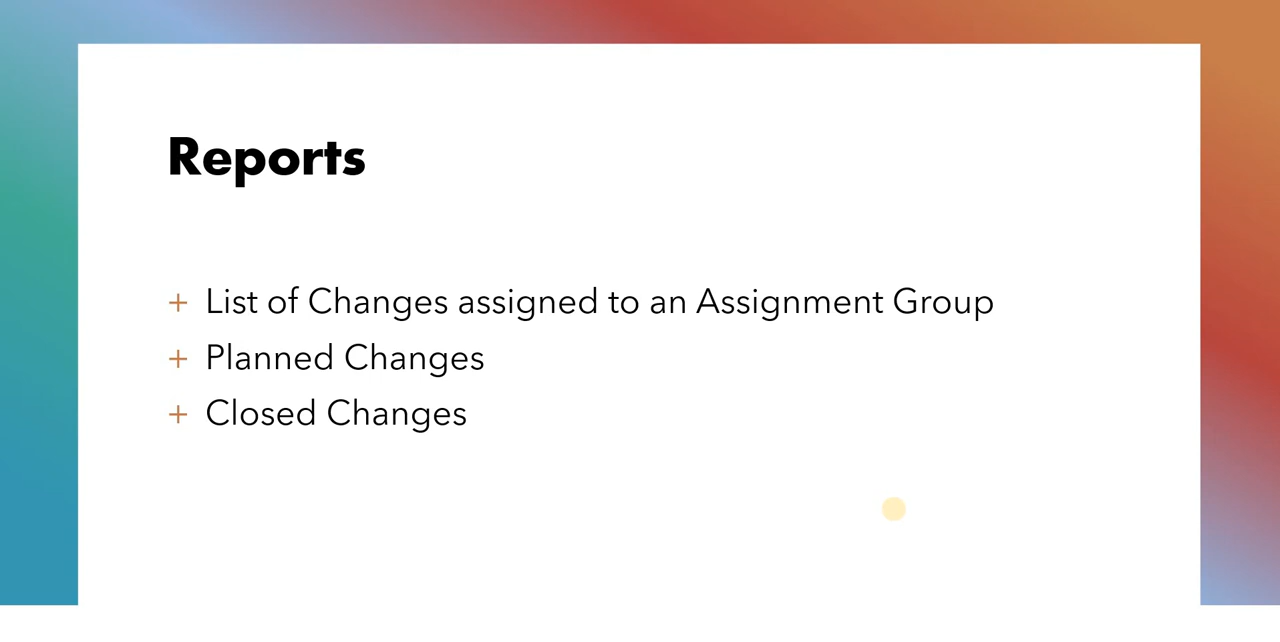 Reports
+ List of Changes assigned to an Assignment Group
+ Planned Changes
+ Closed Changes